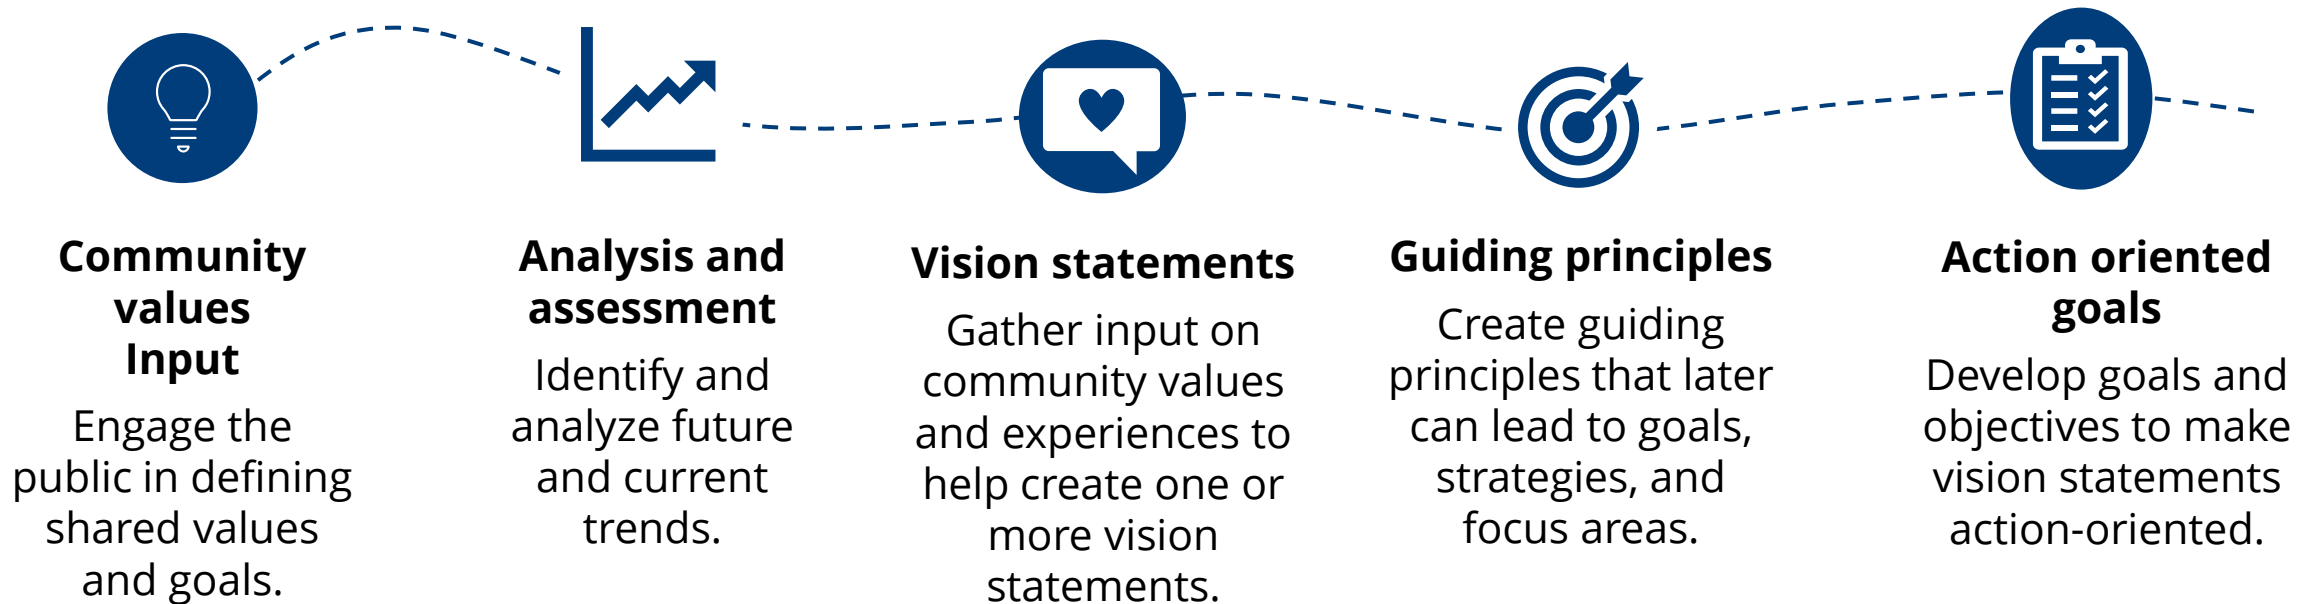 Community
values
Input
Engage the
public in defining
shared values
and goals.
Analysis and
assessment
Identify and
analyze future
and current
trends.
Vision statements
Gather input on
community values
and experiences to
help create one or
more vision
statements.
Guiding principles
Create guiding
principles that later
can lead to goals,
strategies, and
focus areas.
Action oriented
goals
Develop goals and
objectives to make
vision statements
action-oriented.